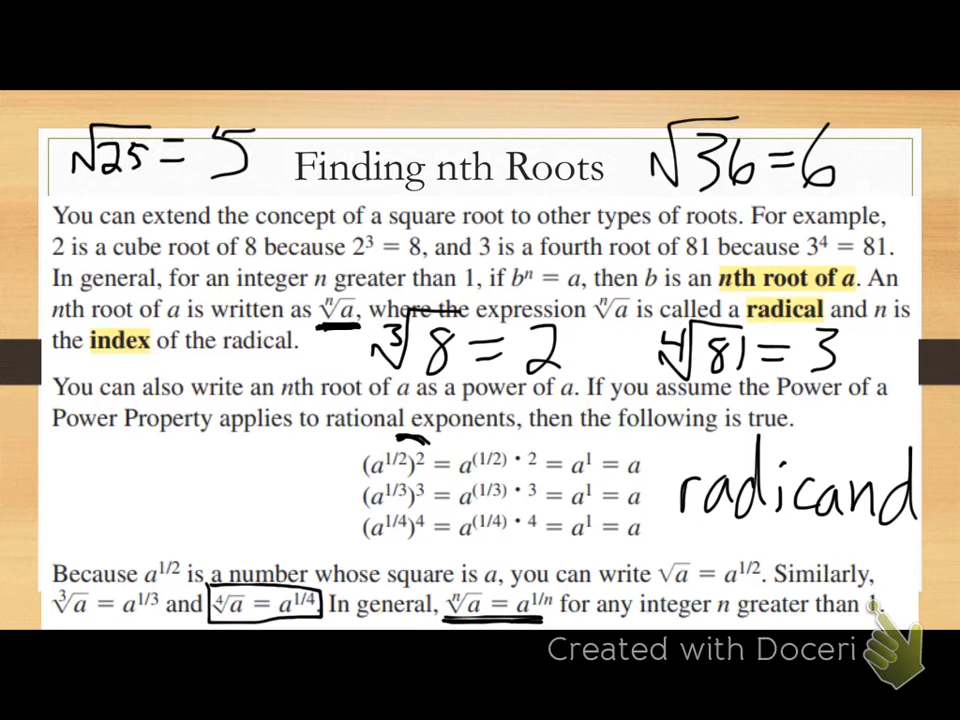 √25 = 5
Finding nth Roots
√36 = 6
You can extend the concept of a square root to other types of roots. For example,
2 is a cube root of 8 because 2³ = 8, and 3 is a fourth root of 81 because 3⁴ = 81.
In general, for an integer n greater than 1, if bⁿ = a, then b is an nth root of a. An
nth root of a is written as ⁿ√a, where the expression ⁿ√a is called a radical and n is
the index of the radical.
³√8 = 2
⁴√81 = 3
You can also write an nth root of a as a power of a. If you assume the Power of a
Power Property applies to rational exponents, then the following is true.
(a^1/2)² = a^(1/2) · 2 = a¹ = a
(a^1/3)³ = a^(1/3) · 3 = a¹ = a
(a^1/4)⁴ = a^(1/4) · 4 = a¹ = a
radicand
Because a^1/2 is a number whose square is a, you can write √a = a^1/2. Similarly,
³√a = a^1/3 and ⁴√a = a^1/4. In general, ⁿ√a = a^1/n for any integer n greater than 1.
Created with Doceri